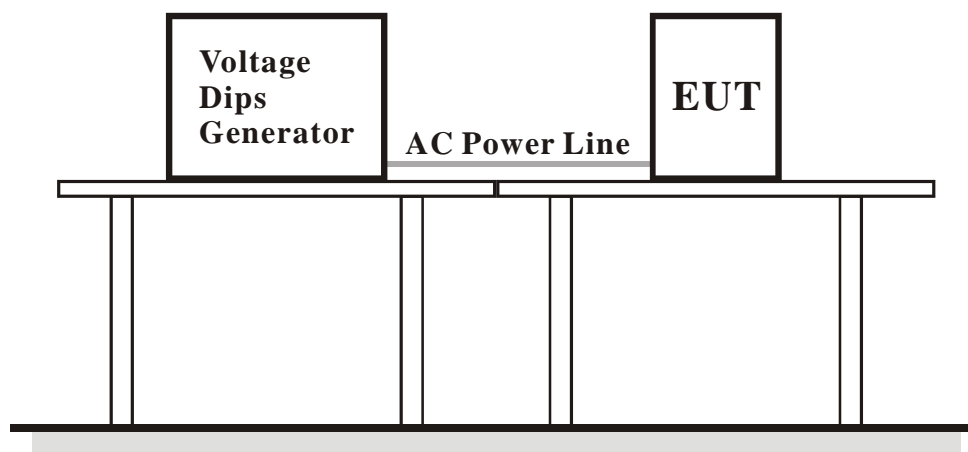 Voltage
Dips
Generator
AC Power Line
EUT